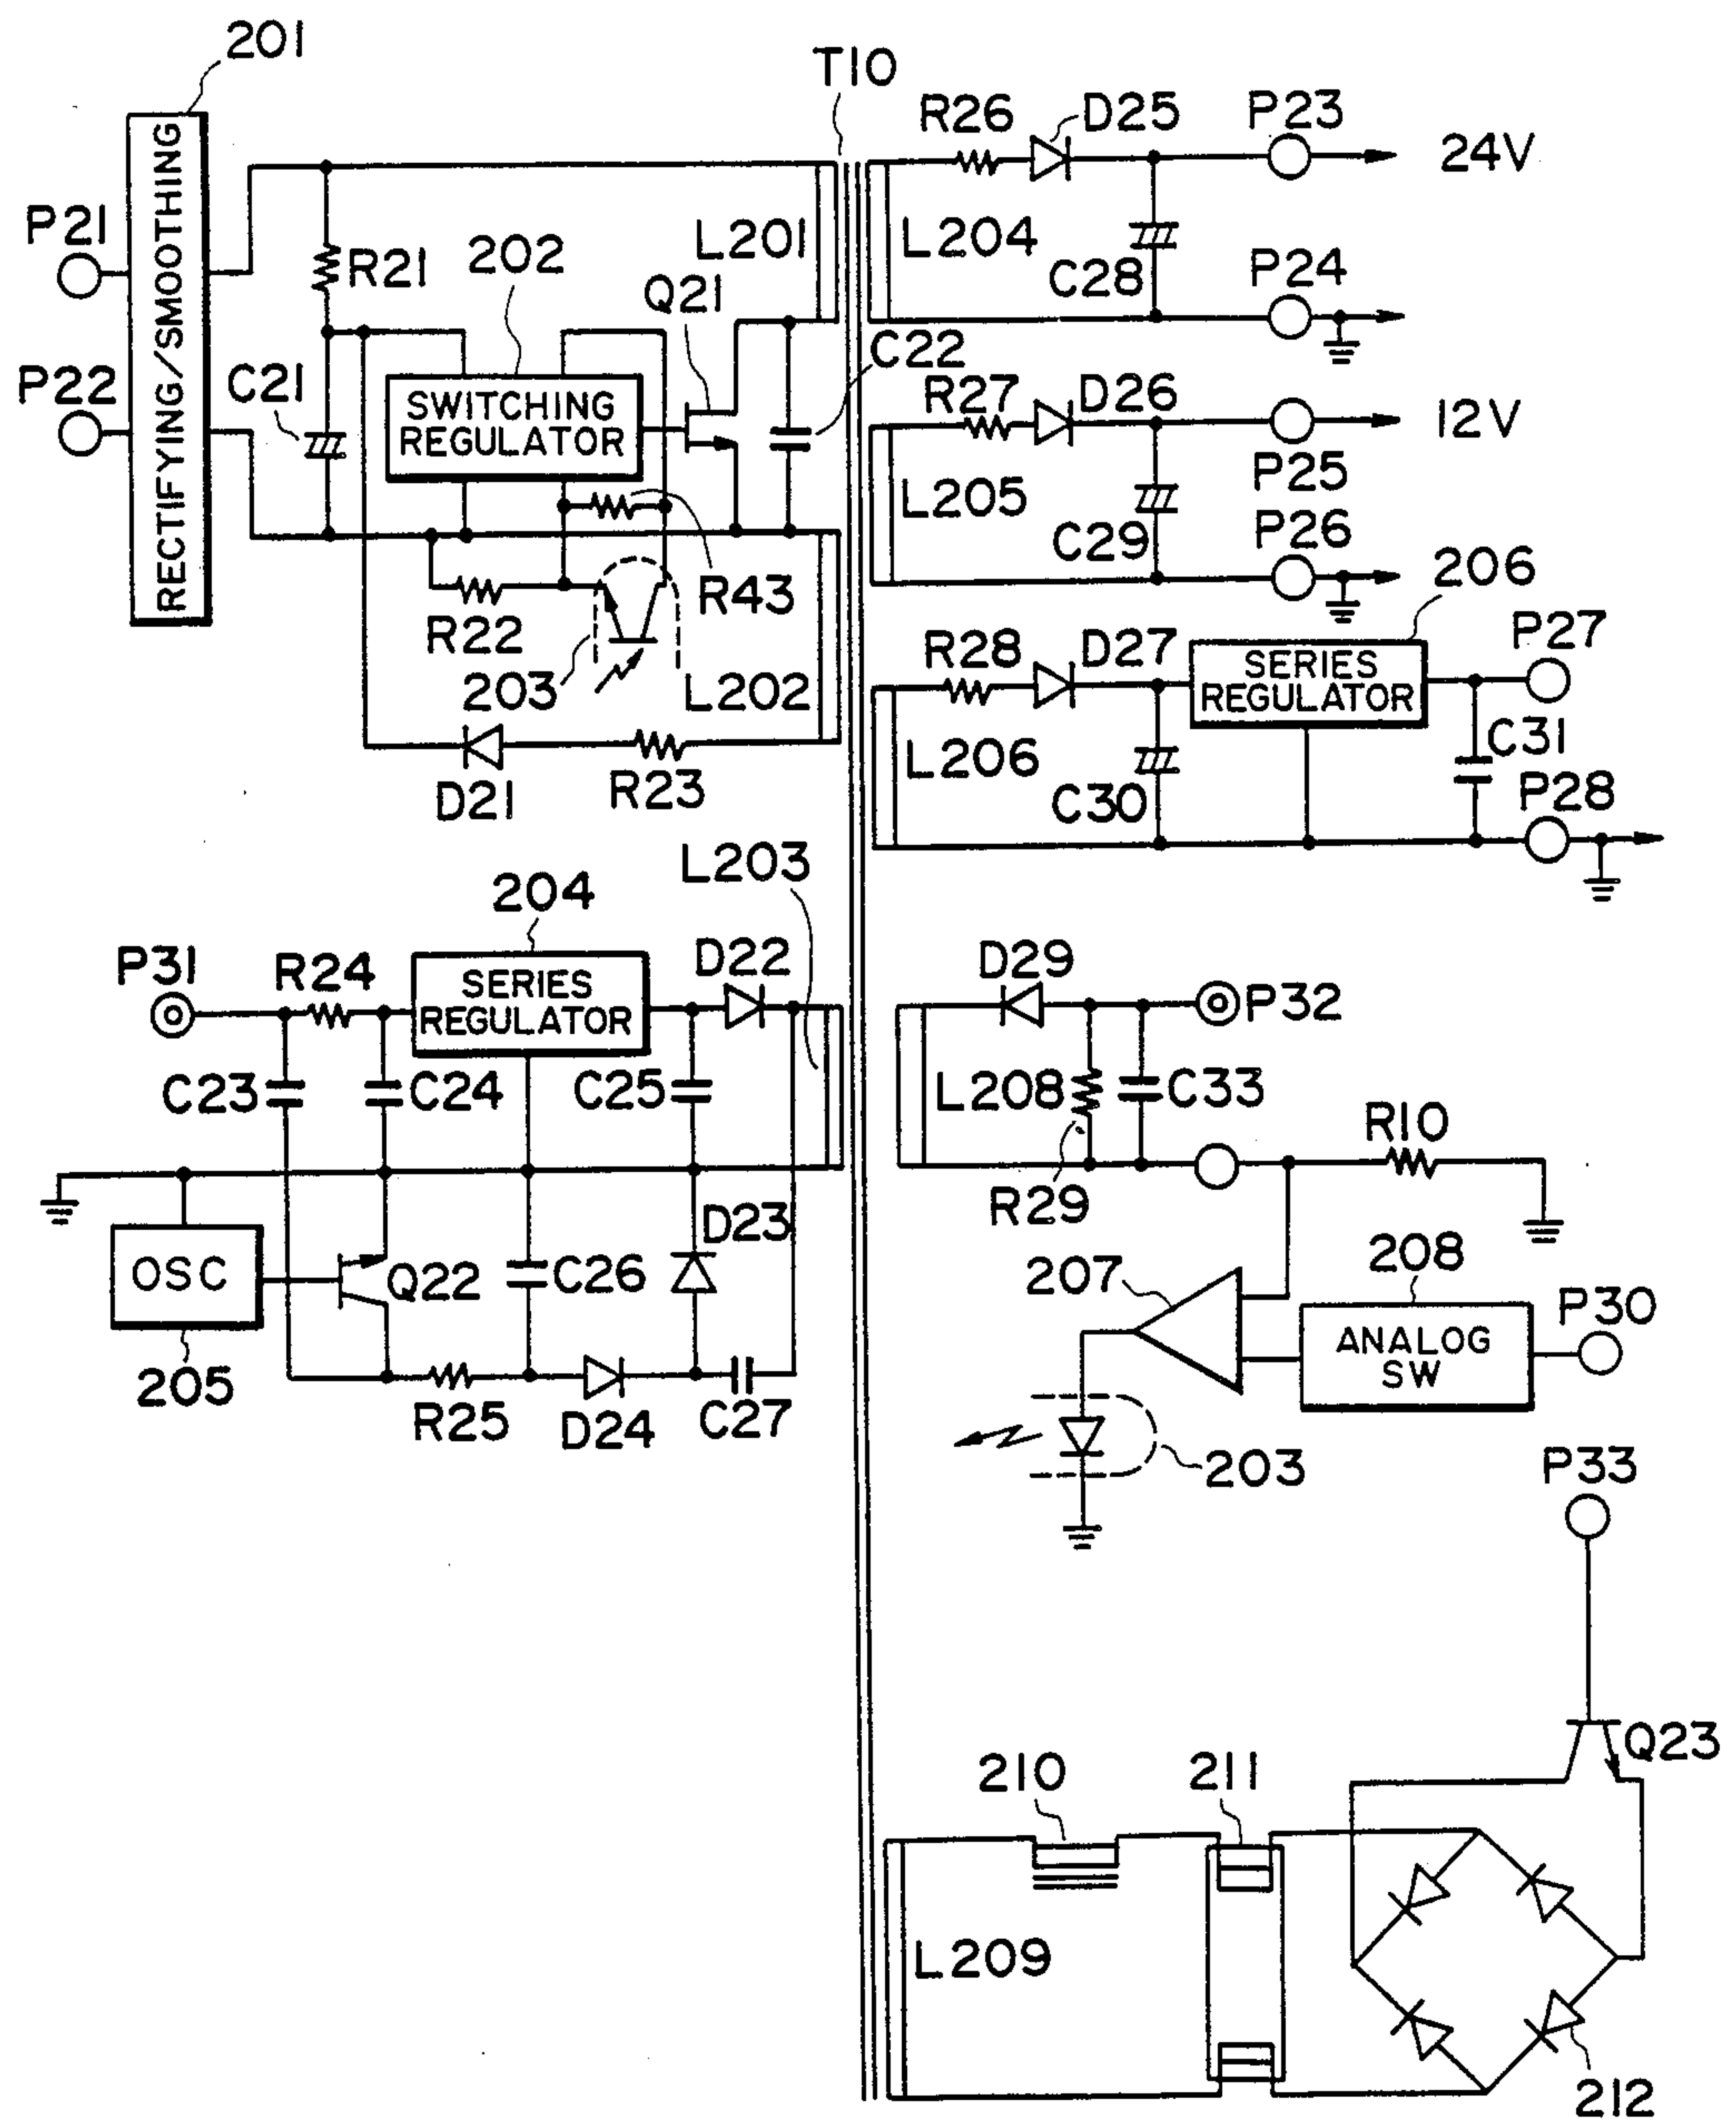 201
T10
R26
D25
P23
24V
P21
RECTIFYING/SMOOTHING
R21
202
L201
Q21
L204
C28
P24
P22
C21
SWITCHING
REGULATOR
C22
R27
D26
12V
P25
L205
C29
P26
R43
R22
203
L202
D21
R23
206
R28
D27
SERIES
REGULATOR
P27
L206
C30
C31
P28
L203
204
P31
R24
SERIES
REGULATOR
D22
C23
C24
C25
D29
P32
L208
C33
R29
R10
OSC
205
Q22
C26
D23
R25
D24
C27
207
208
ANALOG
SW
P30
203
P33
Q23
210
211
L209
212